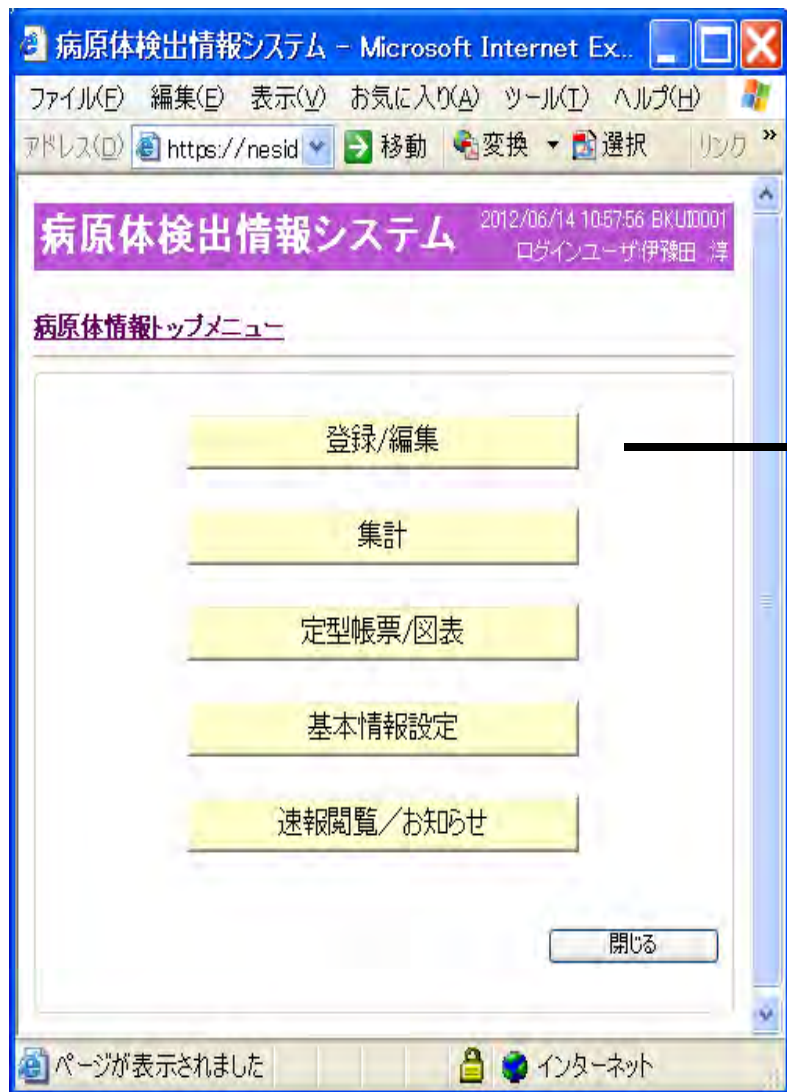 病原体検出情報システム - Microsoft Internet Ex..
ファイル(F) 編集(E) 表示(V) お気に入り(A) ツール(T) ヘルプ(H)
アドレス(D) https://nesid 移動 変換 選択 リンク »
病原体検出情報システム 2012/06/14 10:57:56 BKUI0001
ログインユーザ:伊豫田 淳
病原体情報トップメニュー
登録/編集
集計
定型帳票/図表
基本情報設定
速報閲覧/お知らせ
閉じる
ページが表示されました インターネット